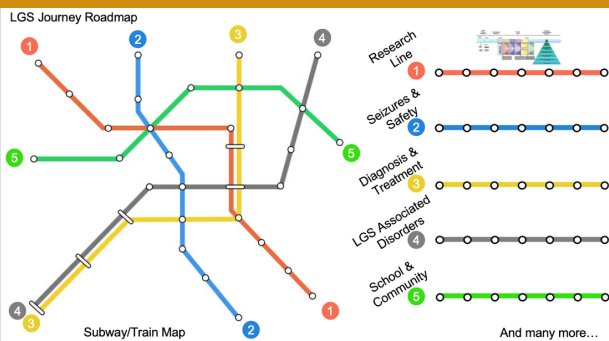 LGS Journey Roadmap
1
2
3
4
5
5
4
3
2
1
Subway/Train Map
Research
Line
1
Seizures &
Safety
2
Diagnosis &
Treatment
3
LGS Associated
Disorders
4
School &
Community
5
And many more…